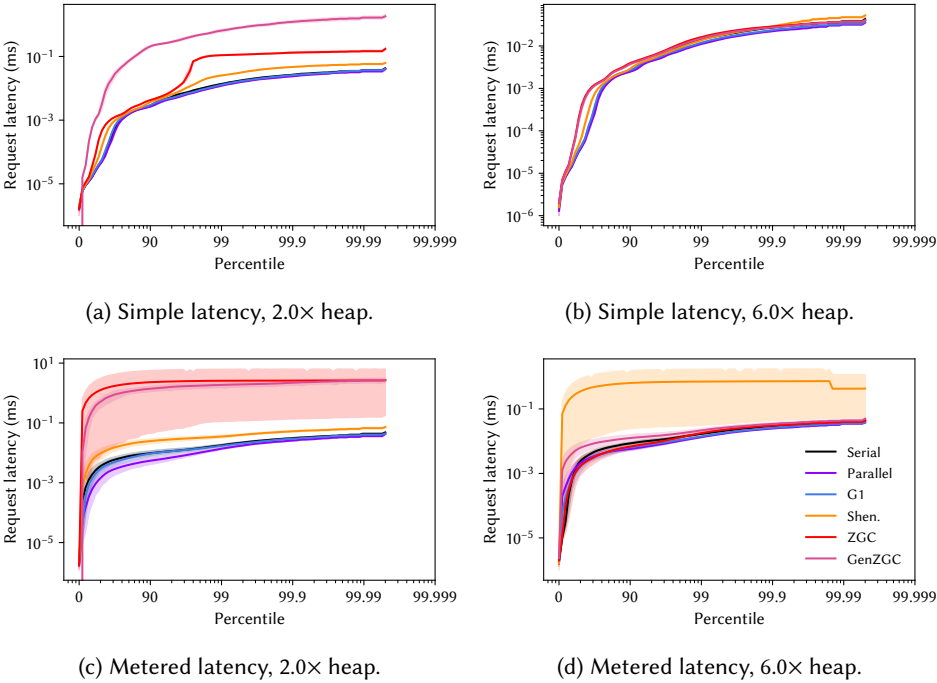 10⁻¹
10⁻³
10⁻⁵
Request latency (ms)
0 90 99 99.9 99.99 99.999
Percentile
(a) Simple latency, 2.0× heap.
10⁻²
10⁻³
10⁻⁴
10⁻⁵
10⁻⁶
Request latency (ms)
0 90 99 99.9 99.99 99.999
Percentile
(b) Simple latency, 6.0× heap.
10¹
10⁻¹
10⁻³
10⁻⁵
Request latency (ms)
0 90 99 99.9 99.99 99.999
Percentile
(c) Metered latency, 2.0× heap.
10⁻¹
10⁻³
10⁻⁵
Request latency (ms)
Serial
Parallel
G1
Shen.
ZGC
GenZGC
0 90 99 99.9 99.99 99.999
Percentile
(d) Metered latency, 6.0× heap.